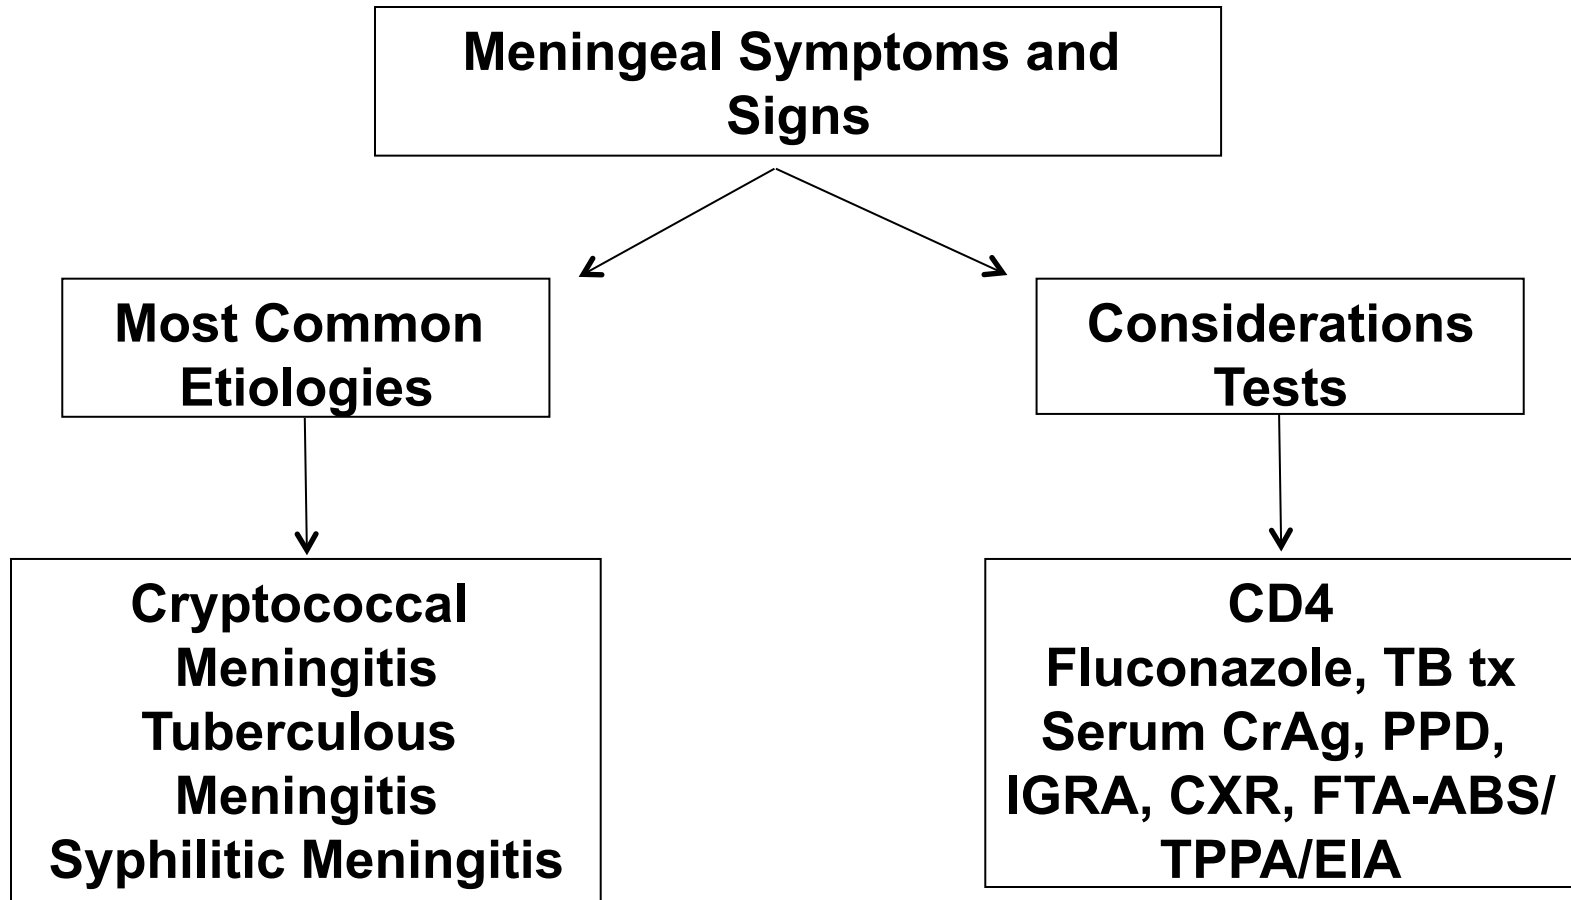 Meningeal Symptoms and
Signs
Most Common
Etiologies
Considerations
Tests
Cryptococcal
Meningitis
Tuberculous
Meningitis
Syphilitic Meningitis
CD4
Fluconazole, TB tx
Serum CrAg, PPD,
IGRA, CXR, FTA-ABS/
TPPA/EIA